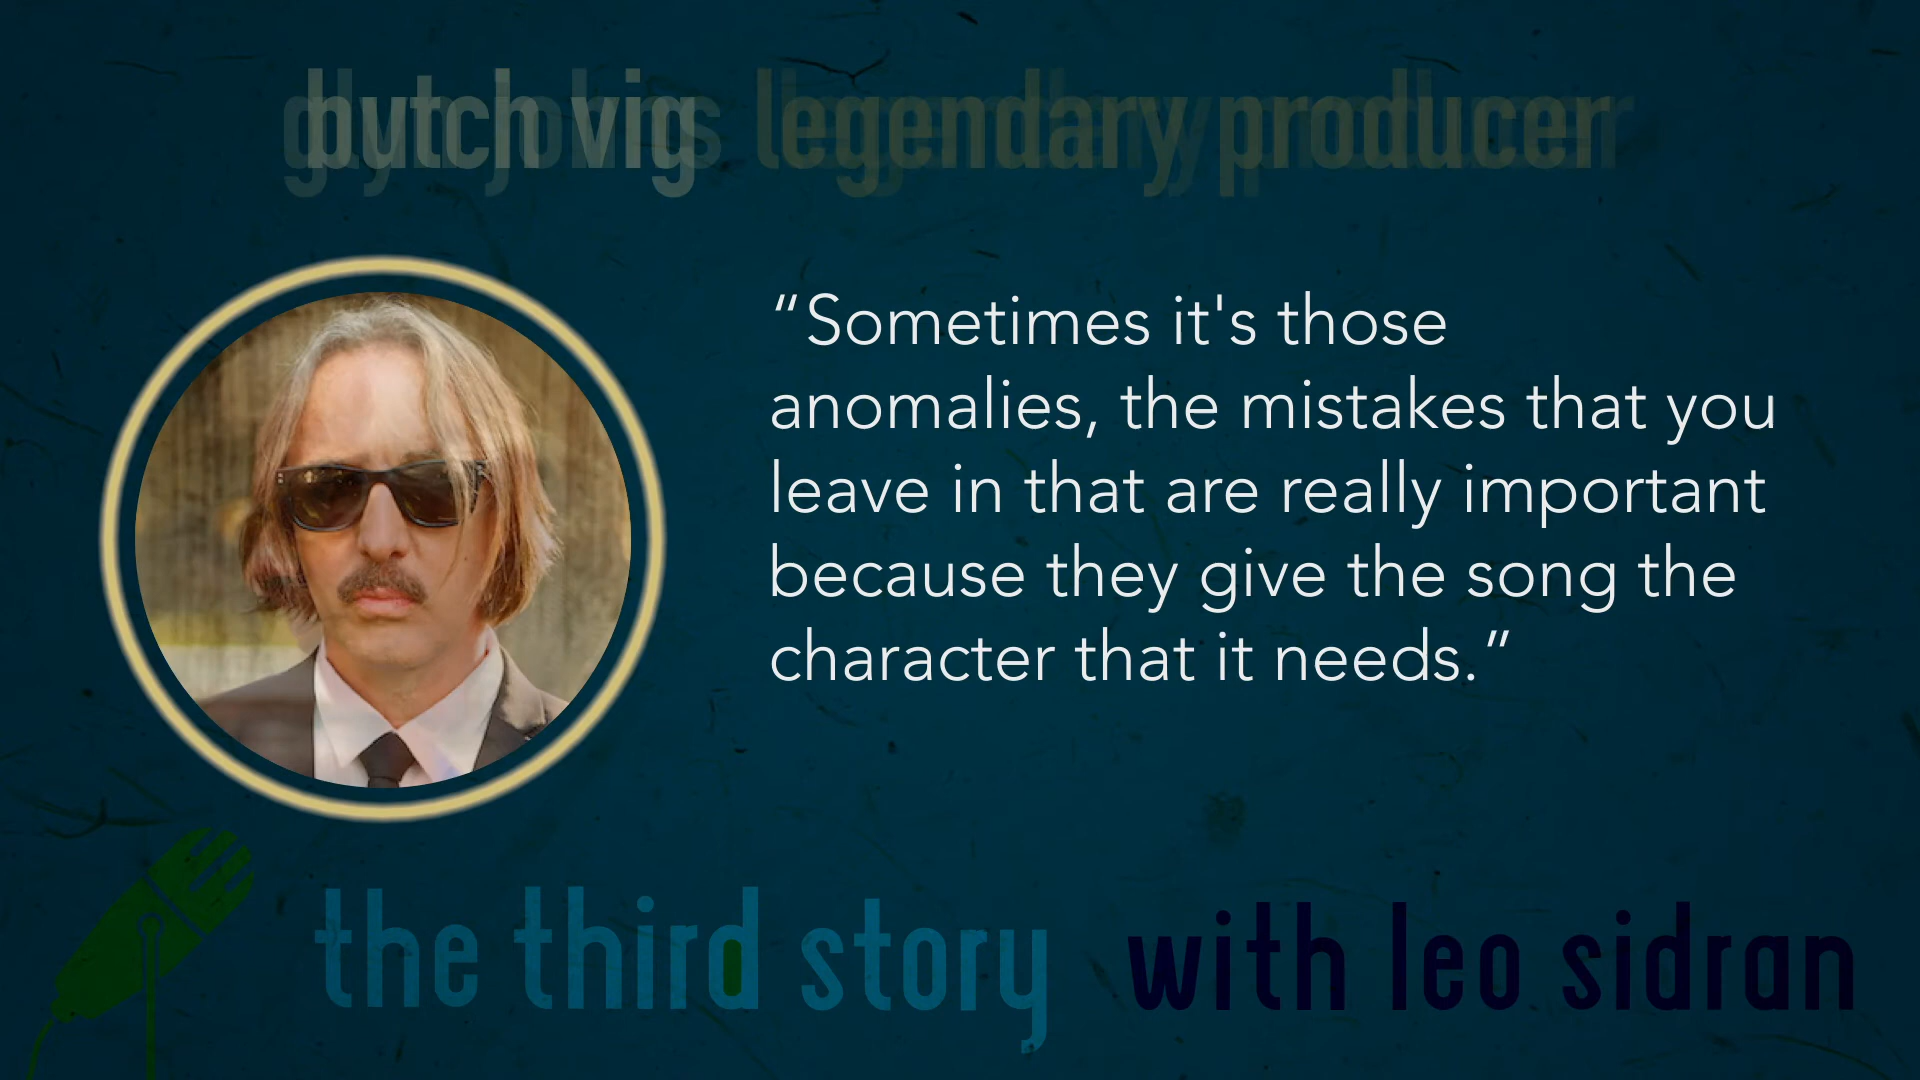 butch vig legendary producer
“Sometimes it's those
anomalies, the mistakes that you
leave in that are really important
because they give the song the
character that it needs.”
the third story with leo sidran